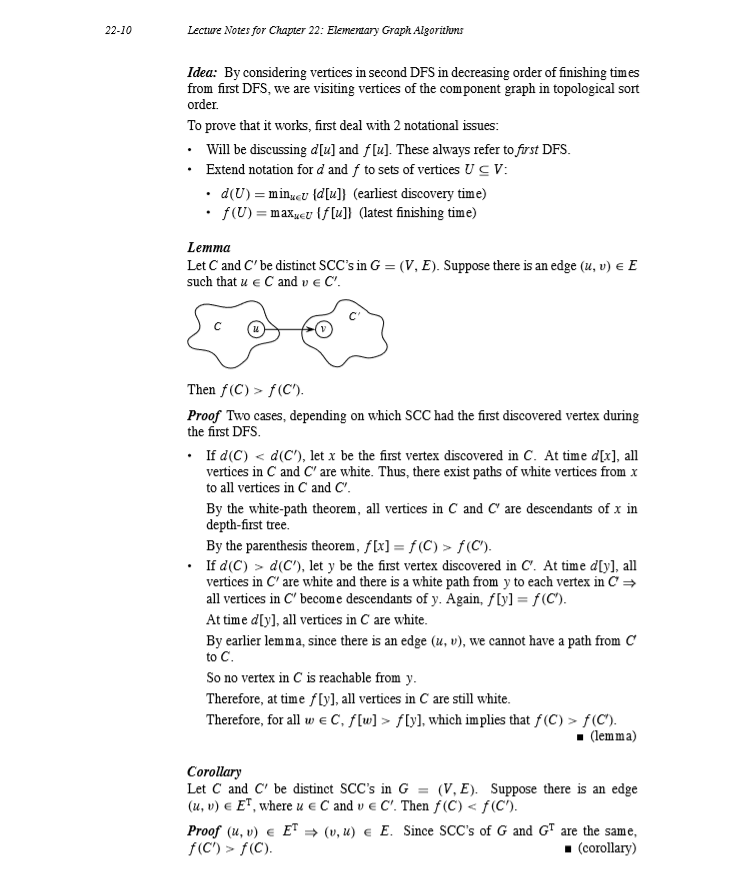 22-10 Lecture Notes for Chapter 22: Elementary Graph Algorithms
Idea: By considering vertices in second DFS in decreasing order of finishing times
from first DFS, we are visiting vertices of the component graph in topological sort
order.
To prove that it works, first deal with 2 notational issues:
• Will be discussing d[u] and f[u]. These always refer to first DFS.
• Extend notation for d and f to sets of vertices U ⊆ V:
• d(U) = min_{u∈U} {d[u]} (earliest discovery time)
• f(U) = max_{u∈U} {f[u]} (latest finishing time)
Lemma
Let C and C′ be distinct SCC's in G = (V, E). Suppose there is an edge (u, v) ∈ E
such that u ∈ C and v ∈ C′.
C u v C′
Then f(C) > f(C′).
Proof Two cases, depending on which SCC had the first discovered vertex during
the first DFS.
• If d(C) < d(C′), let x be the first vertex discovered in C. At time d[x], all
vertices in C and C′ are white. Thus, there exist paths of white vertices from x
to all vertices in C and C′.
By the white-path theorem, all vertices in C and C′ are descendants of x in
depth-first tree.
By the parenthesis theorem, f[x] = f(C) > f(C′).
• If d(C) > d(C′), let y be the first vertex discovered in C′. At time d[y], all
vertices in C′ are white and there is a white path from y to each vertex in C′ ⇒
all vertices in C′ become descendants of y. Again, f[y] = f(C′).
At time d[y], all vertices in C are white.
By earlier lemma, since there is an edge (u, v), we cannot have a path from C′
to C.
So no vertex in C is reachable from y.
Therefore, at time f[y], all vertices in C are still white.
Therefore, for all w ∈ C, f[w] > f[y], which implies that f(C) > f(C′).
■ (lemma)
Corollary
Let C and C′ be distinct SCC's in G = (V, E). Suppose there is an edge
(u, v) ∈ Eᵀ, where u ∈ C and v ∈ C′. Then f(C) < f(C′).
Proof (u, v) ∈ Eᵀ ⇒ (v, u) ∈ E. Since SCC's of G and Gᵀ are the same,
f(C′) > f(C). ■ (corollary)